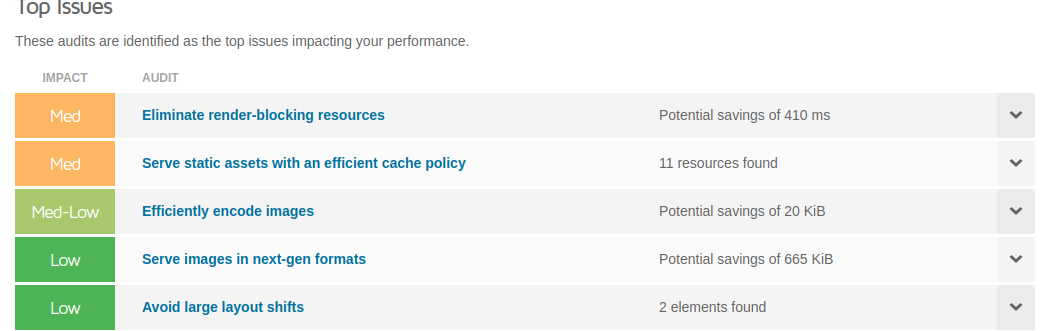 Top Issues
These audits are identified as the top issues impacting your performance.
IMPACT AUDIT
Med Eliminate render-blocking resources Potential savings of 410 ms
Med Serve static assets with an efficient cache policy 11 resources found
Med-Low Efficiently encode images Potential savings of 20 KiB
Low Serve images in next-gen formats Potential savings of 665 KiB
Low Avoid large layout shifts 2 elements found